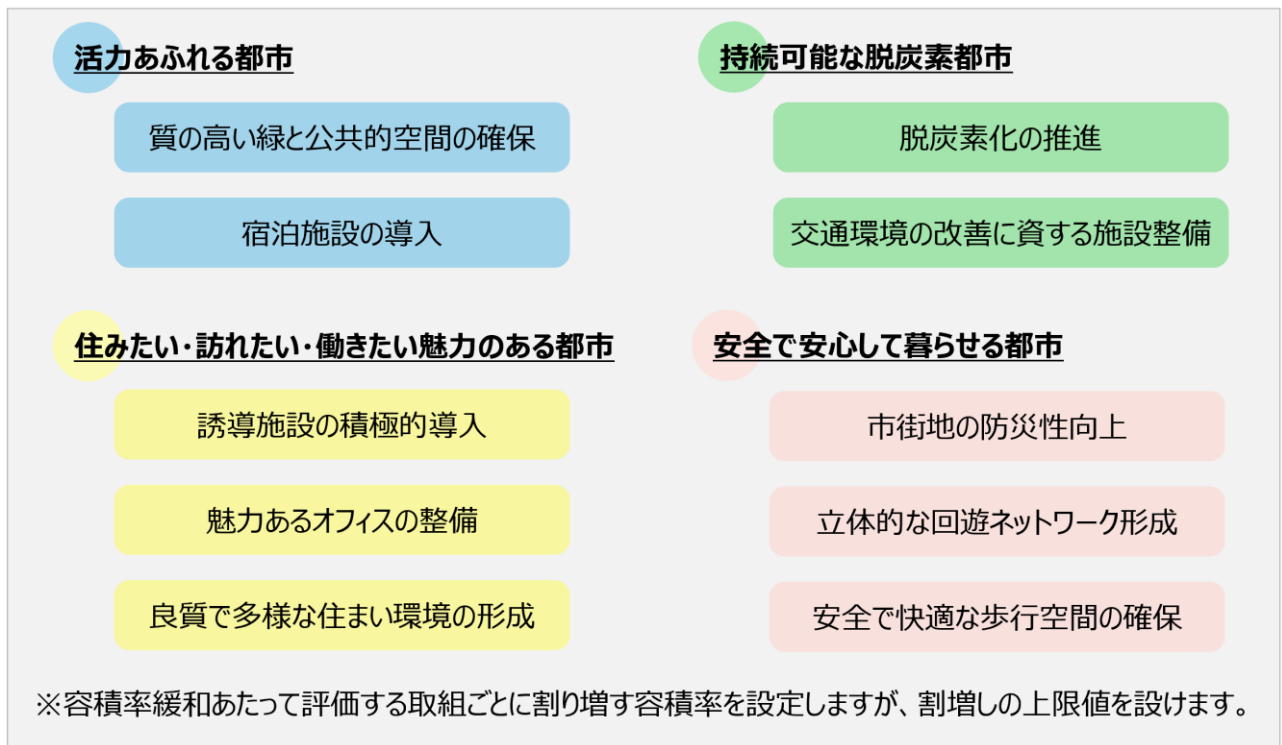 活力あふれる都市
質の高い緑と公共的空間の確保
宿泊施設の導入
持続可能な脱炭素都市
脱炭素化の推進
交通環境の改善に資する施設整備
住みたい・訪れたい・働きたい魅力のある都市
誘導施設の積極的導入
魅力あるオフィスの整備
良質で多様な住まい環境の形成
安全で安心して暮らせる都市
市街地の防災性向上
立体的な回遊ネットワーク形成
安全で快適な歩行空間の確保
※容積率緩和あたって評価する取組ごとに割り増す容積率を設定しますが、割増しの上限値を設けます。